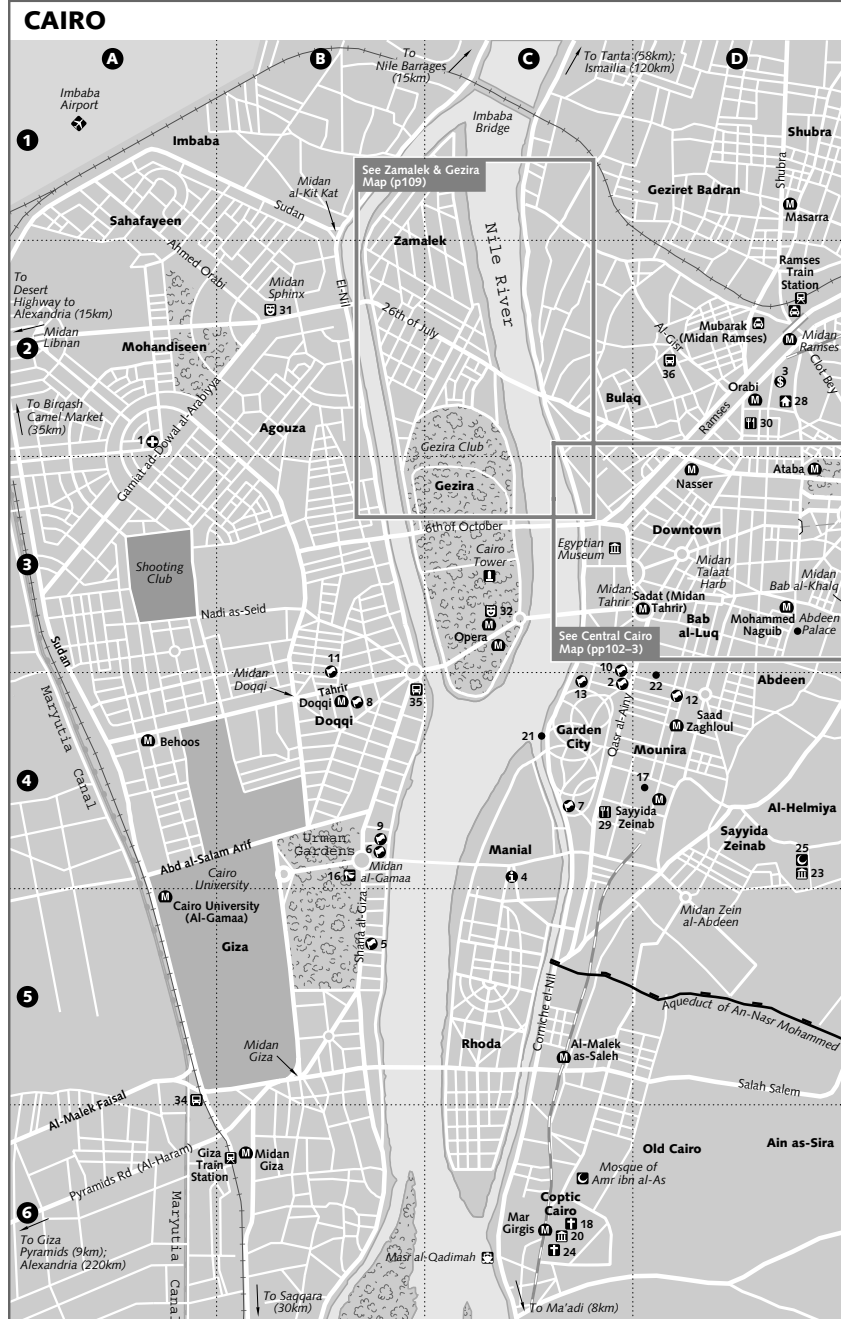 CAIRO
A
B
C
D
1
2
3
4
5
6
To
Nile Barrages
(15km)
To Tanta (58km);
Ismailia (120km)
Imbaba
Airport
Imbaba
Bridge
Imbaba
Shubra
Midan
al-Kit Kat
See Zamalek & Gezira
Map (p109)
Geziret Badran
Shubra
Masarra
Sudan
Sahafayeen
Zamalek
Nile River
Ahmed Orabi
Ramses
Train
Station
To
Desert
Highway to
Alexandria (15km)
Midan
Sphinx
31
El-Nil
26th of July
Midan
Libnan
Mohandiseen
Al-Gisr
36
Mubarak
(Midan Ramses)
Midan
Ramses
Clot Bey
3
Orabi
28
Bulaq
Ramses
30
To Birqash
Camel Market
(35km)
1
Gamiat ad-Dowal al-Arabiyya
Agouza
Gezira Club
Gezira
Nasser
Ataba
6th of October
Downtown
Egyptian
Museum
Cairo
Tower
Shooting
Club
Midan
Talaat
Harb
Midan
Bab al-Khalq
Midan
Tahrir
Sadat (Midan
Tahrir)
Nadi as-Seid
32
Opera
Bab
al-Luq
Mohammed
Naguib
Abdeen
Palace
See Central Cairo
Map (pp102–3)
Sudan
Maryutia Canal
11
Midan
Doqqi
Tahrir
Doqqi
8
Doqqi
35
10
2
13
22
12
Abdeen
Saad
Zaghloul
Qasr al-Ainy
Behoos
21
Garden
City
Mounira
17
7
29
Sayyida
Zeinab
Al-Helmiya
Sayyida
Zeinab
25
23
9
6
Urman
Gardens
Midan
al-Gamaa
Manial
Abd al-Salam Arif
Cairo
University
16
4
Cairo University
(Al-Gamaa)
Giza
Sharia al-Giza
5
Midan Zein
al-Abdeen
Corniche el-Nil
Aqueduct of An-Nasr Mohammed
Rhoda
Al-Malek
as-Saleh
Midan
Giza
Salah Salem
34
Al-Malek Faisal
Giza
Train
Station
Midan
Giza
Pyramids Rd (Al-Haram)
Old Cairo
Ain as-Sira
Mosque of
Amr ibn al-As
Maryutia Canal
Coptic
Cairo
Mar
Girgis
18
20
24
To Giza
Pyramids (9km);
Alexandria (220km)
Masr al-Qadimah
To Saqqara
(30km)
To Ma'adi (8km)